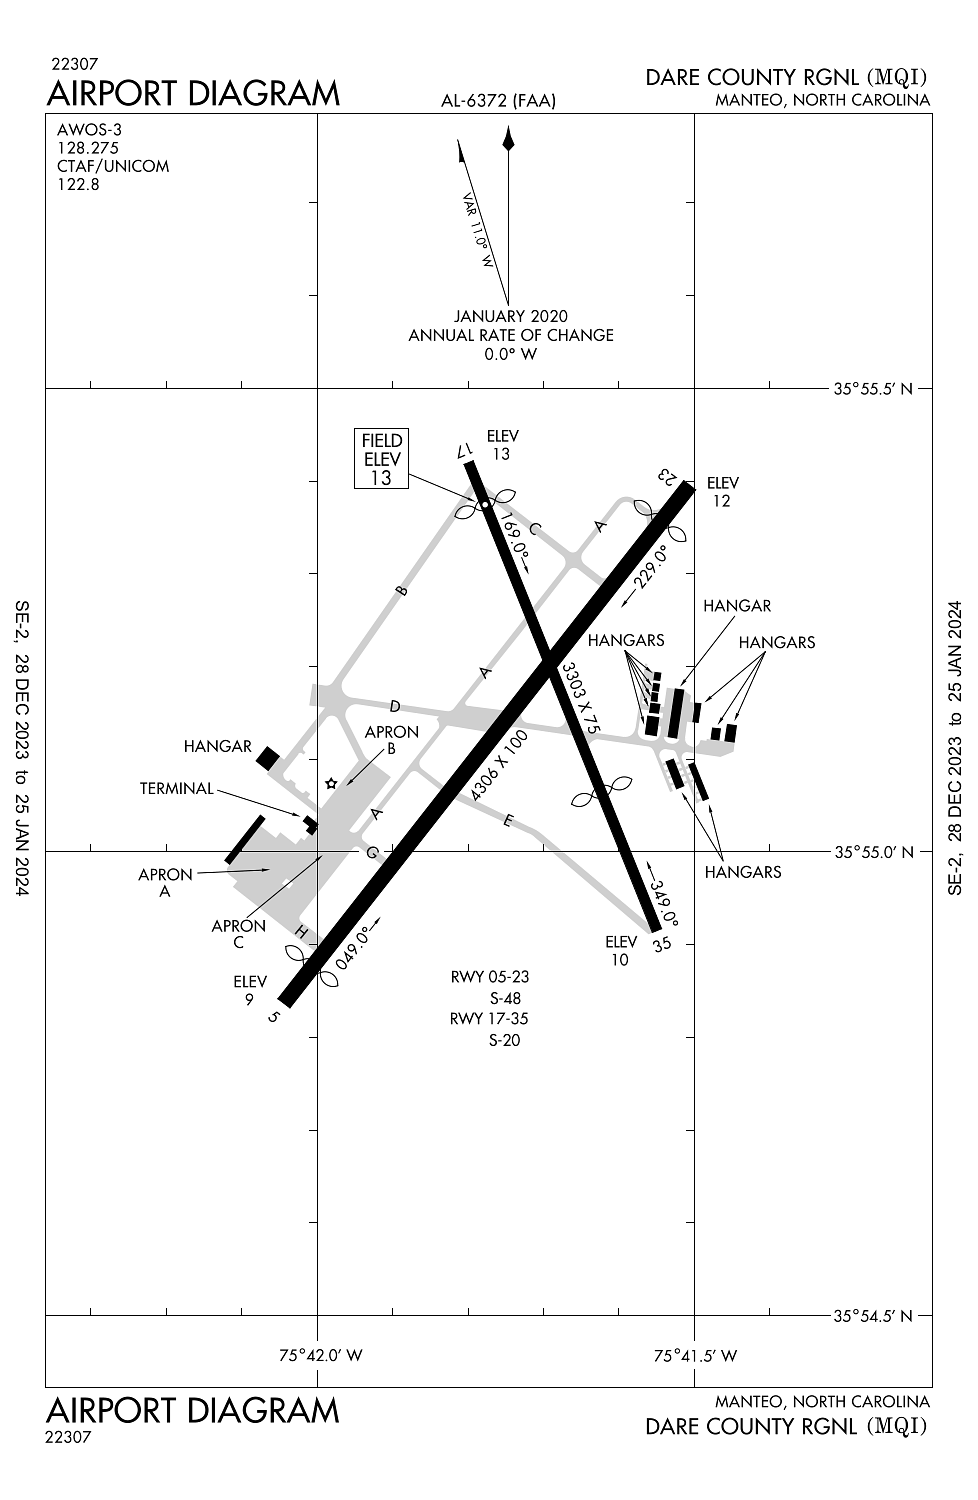 22307
AIRPORT DIAGRAM
AL-6372 (FAA)
DARE COUNTY RGNL (MQI)
MANTEO, NORTH CAROLINA
AWOS-3
128.275
CTAF/UNICOM
122.8
VAR 11.0° W
JANUARY 2020
ANNUAL RATE OF CHANGE
0.0° W
35°55.5' N
FIELD
ELEV
13
17
ELEV
13
23
ELEV
12
169.0°
C
A
229.0°
B
HANGAR
HANGARS
HANGARS
A
3303 X 75
D
APRON
B
HANGAR
4306 X 100
TERMINAL
A
E
G
35°55.0' N
APRON
A
HANGARS
349.0°
APRON
C
H
049.0°
35
ELEV
10
ELEV
9
5
RWY 05-23
S-48
RWY 17-35
S-20
35°54.5' N
75°42.0' W
75°41.5' W
SE-2, 28 DEC 2023 to 25 JAN 2024
SE-2, 28 DEC 2023 to 25 JAN 2024
AIRPORT DIAGRAM
22307
MANTEO, NORTH CAROLINA
DARE COUNTY RGNL (MQI)